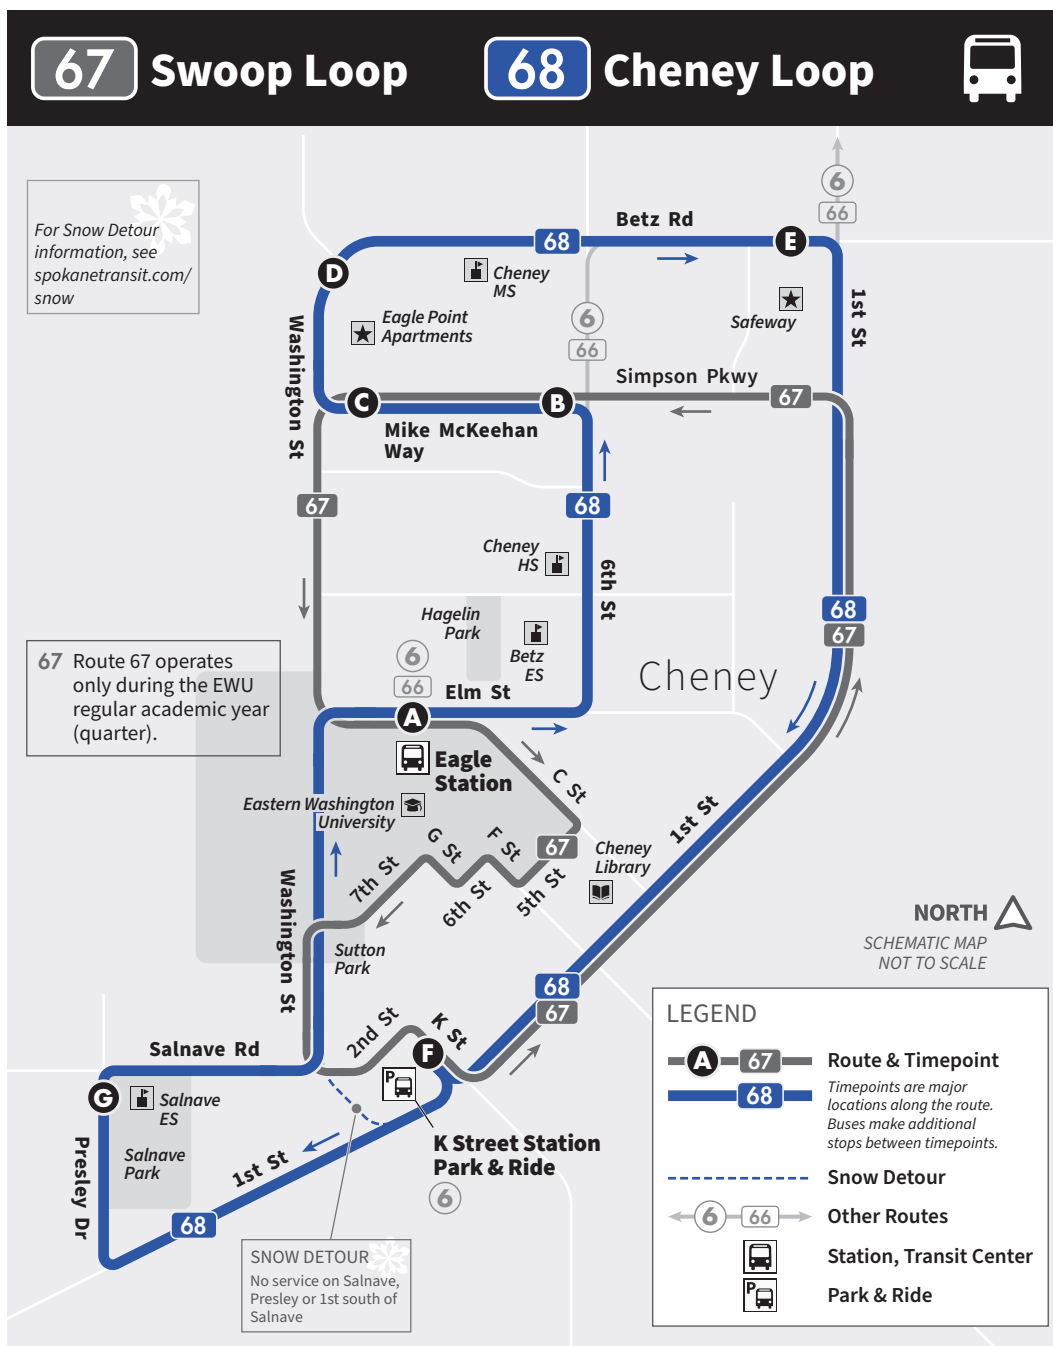 67 Swoop Loop
68 Cheney Loop
6
66
For Snow Detour
information, see
spokanetransit.com/
snow
Betz Rd
68
E
D
Cheney
MS
Eagle Point
Apartments
Safeway
1st St
6
66
Washington St
Simpson Pkwy
67
C
B
Mike McKeehan
Way
67
68
Cheney
HS
6th St
Hagelin
Park
Betz
ES
68
67
67 Route 67 operates
only during the EWU
regular academic year
(quarter).
6
66
Elm St
Cheney
A
Eagle
Station
C St
Eastern Washington
University
1st St
G St
F St
67
Cheney
Library
7th St
6th St
5th St
Washington St
Sutton
Park
NORTH
SCHEMATIC MAP
NOT TO SCALE
68
67
2nd St
K St
F
Salnave Rd
G
Salnave
ES
P
Salnave
Park
Presley Dr
1st St
K Street Station
Park & Ride
6
68
SNOW DETOUR
No service on Salnave,
Presley or 1st south of
Salnave
LEGEND
A 67 Route & Timepoint
68 Timepoints are major
locations along the route.
Buses make additional
stops between timepoints.
Snow Detour
6 66 Other Routes
Station, Transit Center
P Park & Ride